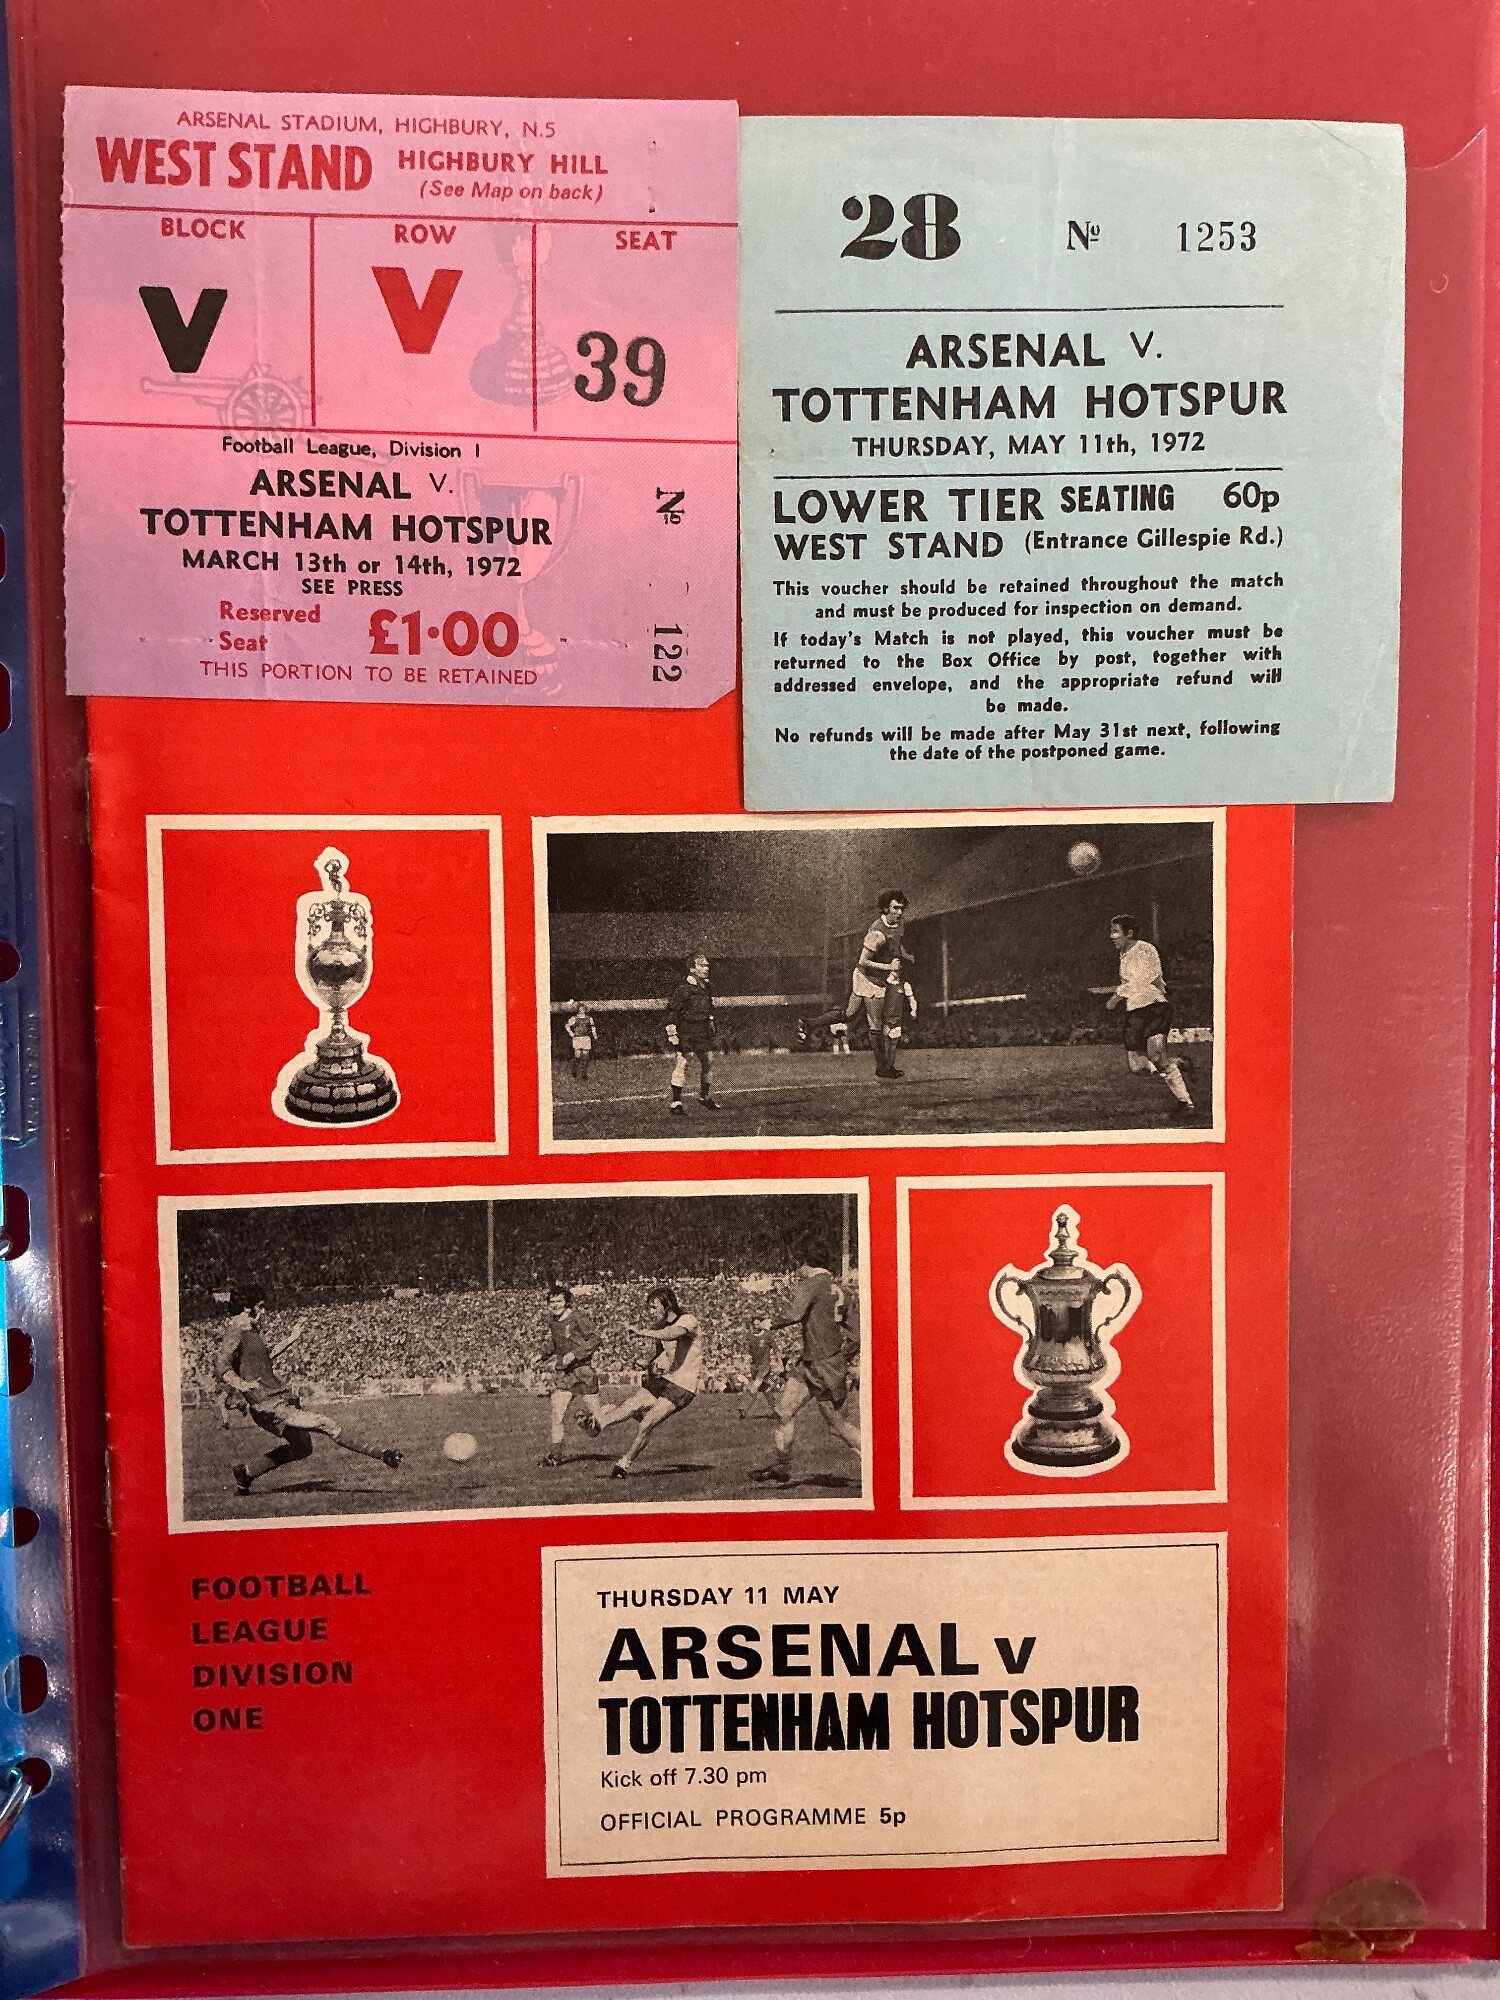 ARSENAL STADIUM, HIGHBURY, N.5
WEST STAND HIGHBURY HILL
(See Map on back)
BLOCK ROW SEAT
V V 39
Football League, Division I
ARSENAL V.
TOTTENHAM HOTSPUR
MARCH 13th or 14th, 1972
SEE PRESS
Reserved
Seat £1·00
THIS PORTION TO BE RETAINED
122
28 Nº 1253
ARSENAL V.
TOTTENHAM HOTSPUR
THURSDAY, MAY 11th, 1972
LOWER TIER SEATING 60p
WEST STAND (Entrance Gillespie Rd.)
This voucher should be retained throughout the match
and must be produced for inspection on demand.
If today's Match is not played, this voucher must be
returned to the Box Office by post, together with
addressed envelope, and the appropriate refund will
be made.
No refunds will be made after May 31st next, following
the date of the postponed game.
2
FOOTBALL
LEAGUE
DIVISION
ONE
THURSDAY 11 MAY
ARSENAL v
TOTTENHAM HOTSPUR
Kick off 7.30 pm
OFFICIAL PROGRAMME 5p